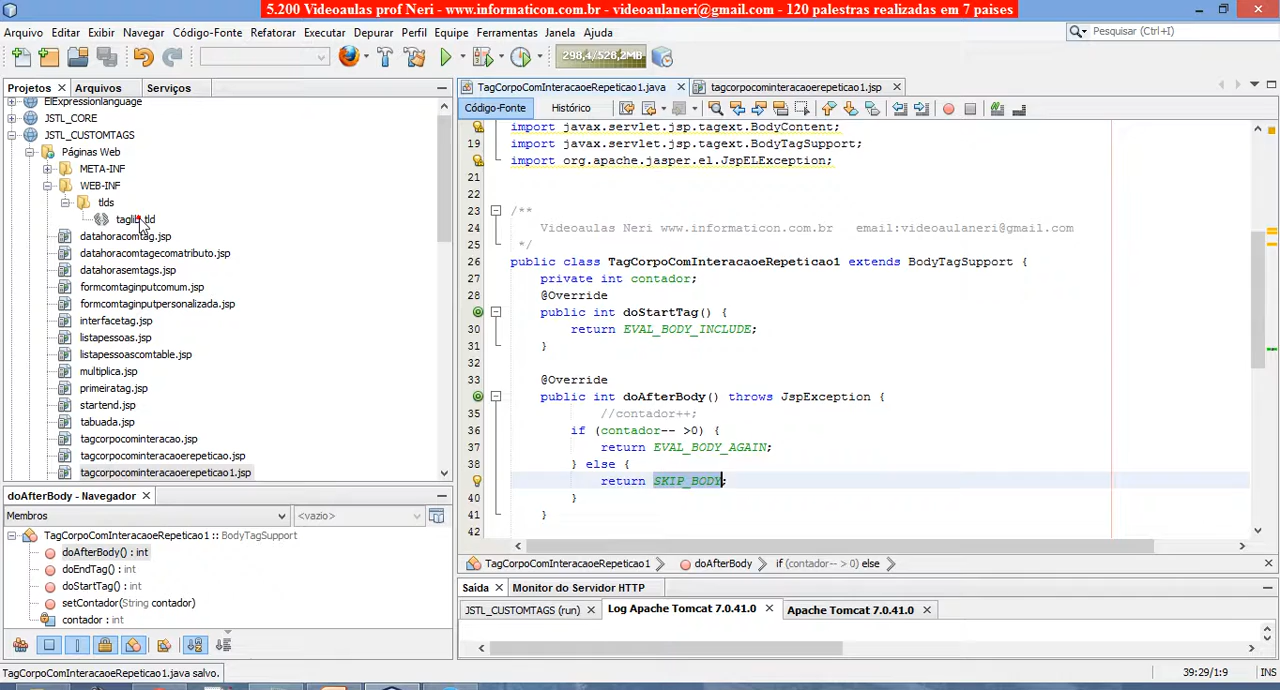 5.200 Videoaulas prof Neri - www.informaticon.com.br - videoaulaneri@gmail.com - 120 palestras realizadas em 7 paises
Arquivo Editar Exibir Navegar Código-Fonte Refatorar Executar Depurar Perfil Equipe Ferramentas Janela Ajuda
Pesquisar (Ctrl+I)
298,4/526,2MB
Projetos Arquivos Serviços
ElExpressionlanguage
JSTL_CORE
JSTL_CUSTOMTAGS
Páginas Web
META-INF
WEB-INF
tlds
taglib.tld
datahoracomtag.jsp
datahoracomtagecomatributo.jsp
datahorasemtags.jsp
formcomtaginputcomum.jsp
formcomtaginputpersonalizada.jsp
interfacetag.jsp
listapessoas.jsp
listapessoascomtable.jsp
multiplica.jsp
primeiratag.jsp
startend.jsp
tabuada.jsp
tagcorpocominteracao.jsp
tagcorpocominteracaoerepeticao.jsp
tagcorpocominteracaoerepeticao1.jsp
doAfterBody - Navegador
Membros <vazio>
TagCorpoComInteracaoeRepeticao1 :: BodyTagSupport
doAfterBody() : int
doEndTag() : int
doStartTag() : int
setContador(String contador)
contador : int
TagCorpoComInteracaoeRepeticao1.java salvo.
TagCorpoComInteracaoeRepeticao1.java tagcorpocominteracaoerepeticao1.jsp
Código-Fonte Histórico
import javax.servlet.jsp.tagext.BodyContent;
19 import javax.servlet.jsp.tagext.BodyTagSupport;
import org.apache.jasper.el.JspELException;
21
22
23 /**
24 Videoaulas Neri www.informaticon.com.br email:videoaulaneri@gmail.com
25 */
26 public class TagCorpoComInteracaoeRepeticao1 extends BodyTagSupport {
27 private int contador;
28 @Override
public int doStartTag() {
30 return EVAL_BODY_INCLUDE;
31 }
32
33 @Override
public int doAfterBody() throws JspException {
35 //contador++;
36 if (contador-- >0) {
37 return EVAL_BODY_AGAIN;
38 } else {
return SKIP_BODY;
40 }
41 }
42
TagCorpoComInteracaoeRepeticao1 doAfterBody if (contador-- > 0) else
Saída Monitor do Servidor HTTP
JSTL_CUSTOMTAGS (run) Log Apache Tomcat 7.0.41.0 Apache Tomcat 7.0.41.0
39:29/1:9 INS